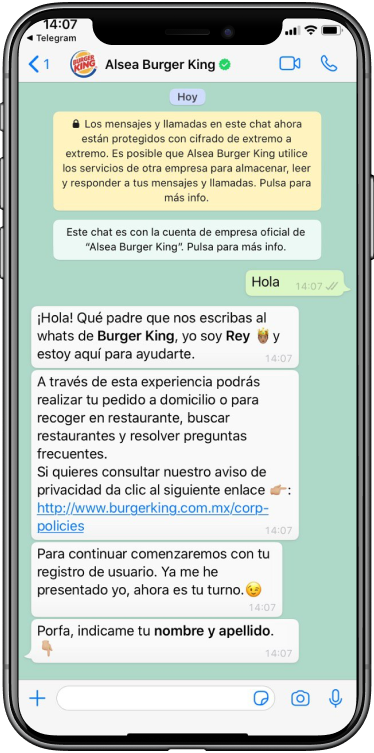 14:07
◀ Telegram
1
BURGER
KING
Alsea Burger King
Hoy
Los mensajes y llamadas en este chat ahora
están protegidos con cifrado de extremo a
extremo. Es posible que Alsea Burger King utilice
los servicios de otra empresa para almacenar, leer
y responder a tus mensajes y llamadas. Pulsa para
más info.
Este chat es con la cuenta de empresa oficial de
"Alsea Burger King". Pulsa para más info.
Hola 14:07
¡Hola! Qué padre que nos escribas al
whats de Burger King, yo soy Rey 🤴🏽 y
estoy aquí para ayudarte.
14:07
A través de esta experiencia podrás
realizar tu pedido a domicilio o para
recoger en restaurante, buscar
restaurantes y resolver preguntas
frecuentes.
Si quieres consultar nuestro aviso de
privacidad da clic al siguiente enlace 👉🏼:
http://www.burgerking.com.mx/corp-
policies
14:07
Para continuar comenzaremos con tu
registro de usuario. Ya me he
presentado yo, ahora es tu turno.😉
14:07
Porfa, indicame tu nombre y apellido.
👇🏼
14:07